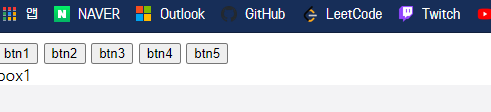 앱 NAVER Outlook GitHub LeetCode Twitch
btn1 btn2 btn3 btn4 btn5
box1